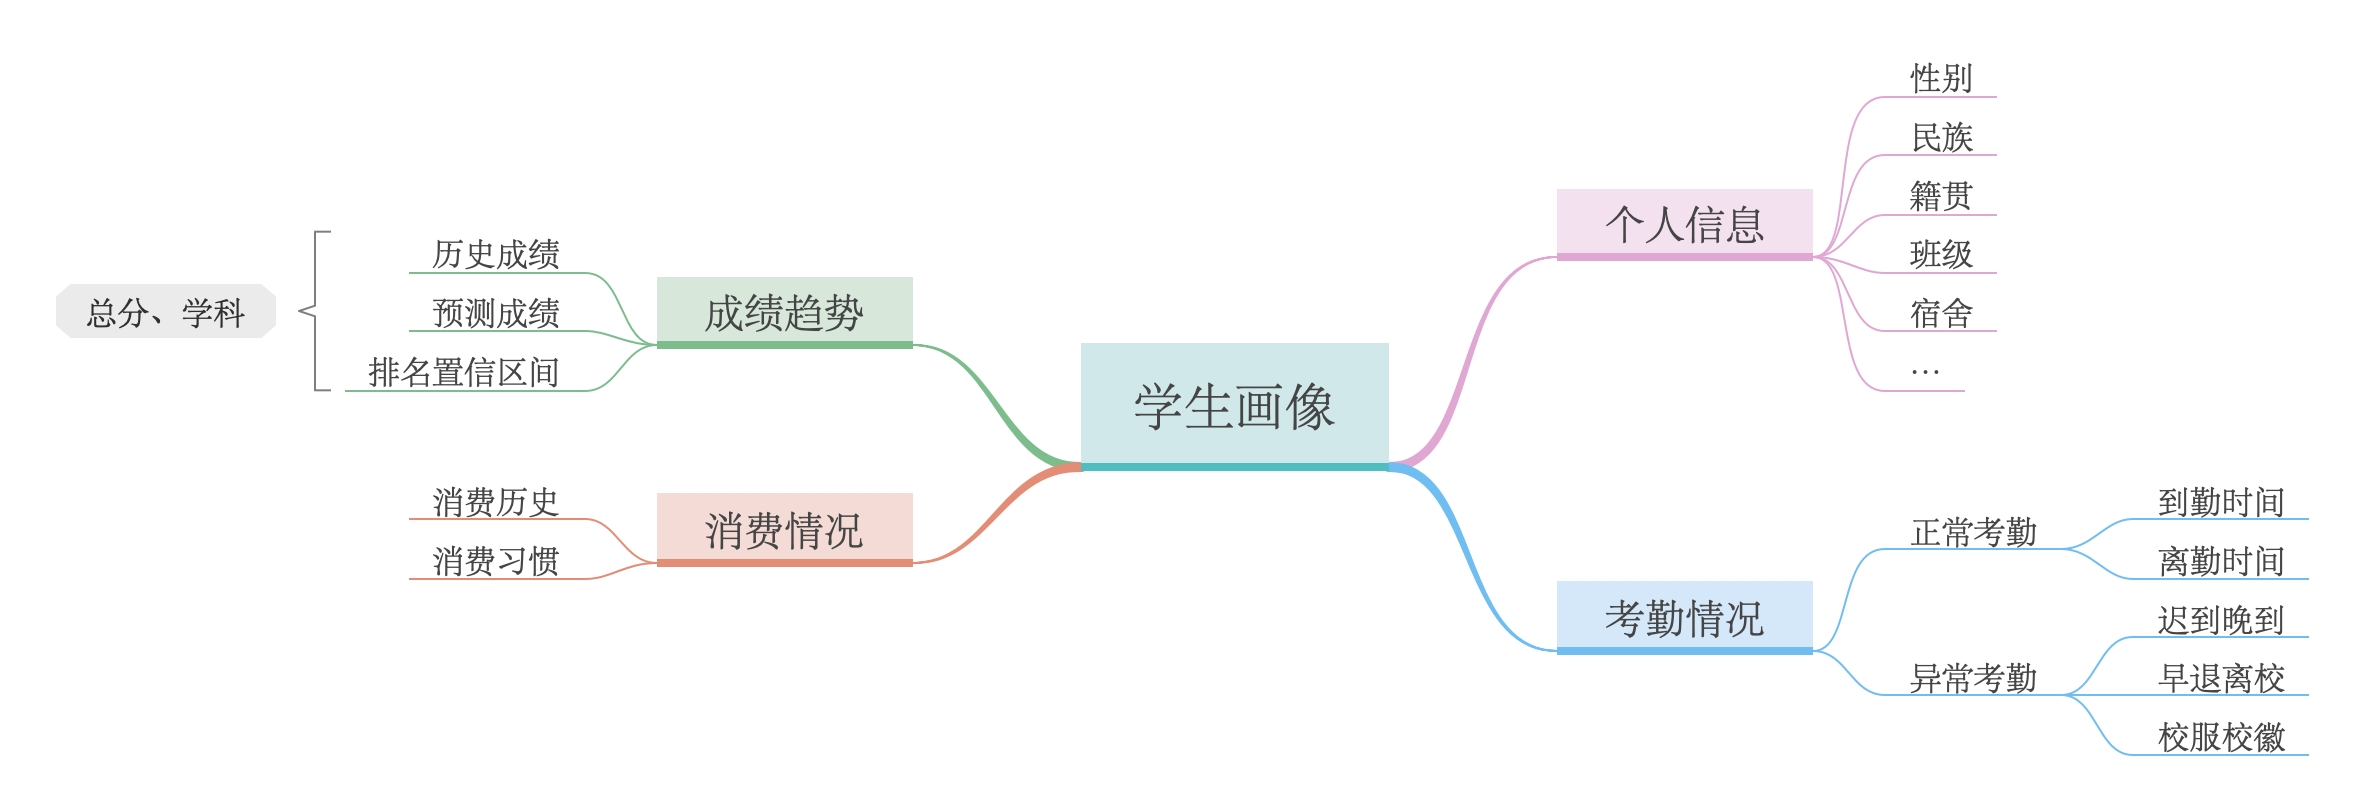 学生画像
个人信息
性别
民族
籍贯
班级
宿舍
...
考勤情况
正常考勤
到勤时间
离勤时间
异常考勤
迟到晚到
早退离校
校服校徽
成绩趋势
历史成绩
预测成绩
排名置信区间
总分、学科
消费情况
消费历史
消费习惯